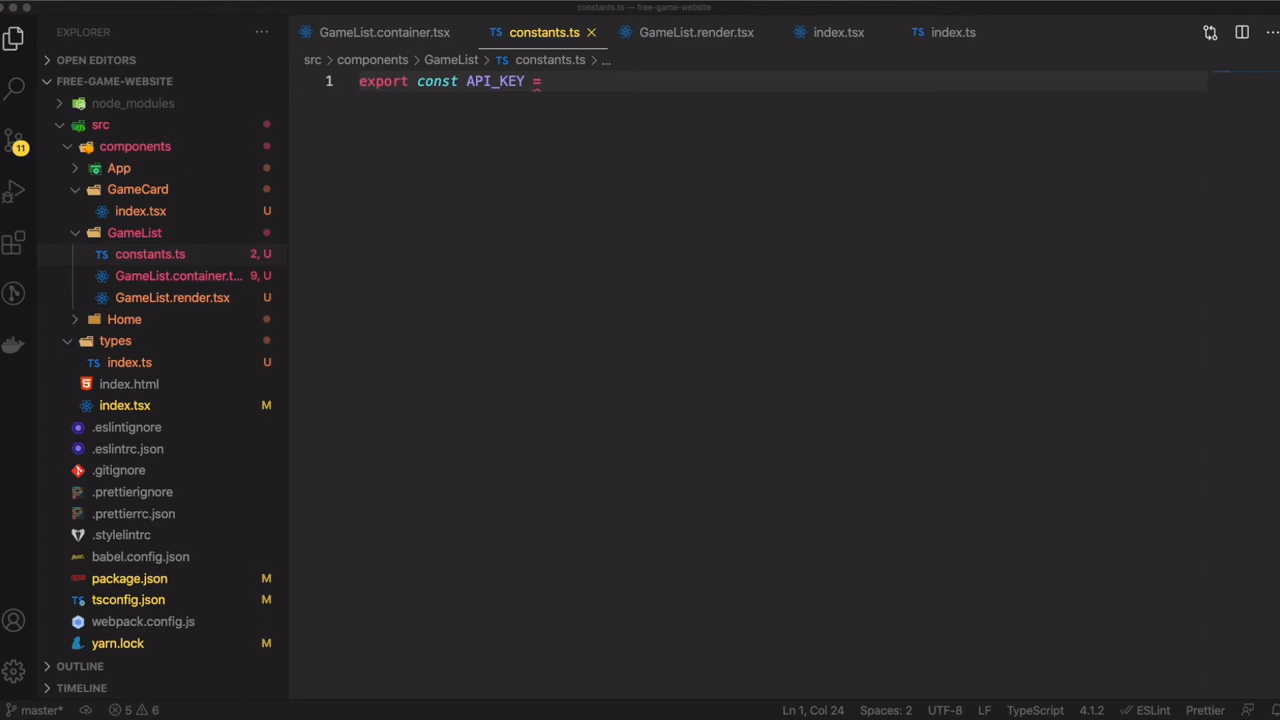 constants.ts — free-game-website
EXPLORER
OPEN EDITORS
FREE-GAME-WEBSITE
node_modules
src
components
App
GameCard
index.tsx U
GameList
constants.ts 2, U
GameList.container.t... 9, U
GameList.render.tsx U
Home
types
index.ts U
index.html
index.tsx M
.eslintignore
.eslintrc.json
.gitignore
.prettierignore
.prettierrc.json
.stylelintrc
babel.config.json
package.json M
tsconfig.json M
webpack.config.js
yarn.lock M
OUTLINE
TIMELINE
11
GameList.container.tsx TS constants.ts GameList.render.tsx index.tsx TS index.ts
src > components > GameList > TS constants.ts > ...
1 export const API_KEY =
master* 5 6 Ln 1, Col 24 Spaces: 2 UTF-8 LF TypeScript 4.1.2 ESLint Prettier